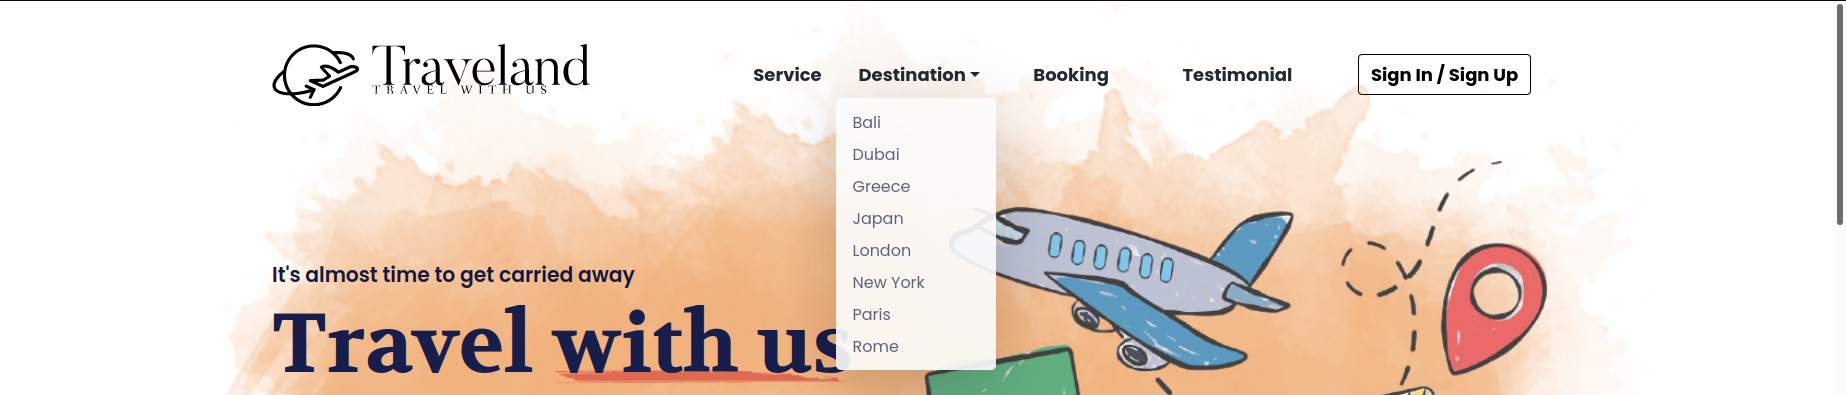 Traveland
TRAVEL WITH US
Service Destination Booking Testimonial Sign In / Sign Up
Bali
Dubai
Greece
Japan
London
New York
Paris
Rome
It's almost time to get carried away
Travel with us